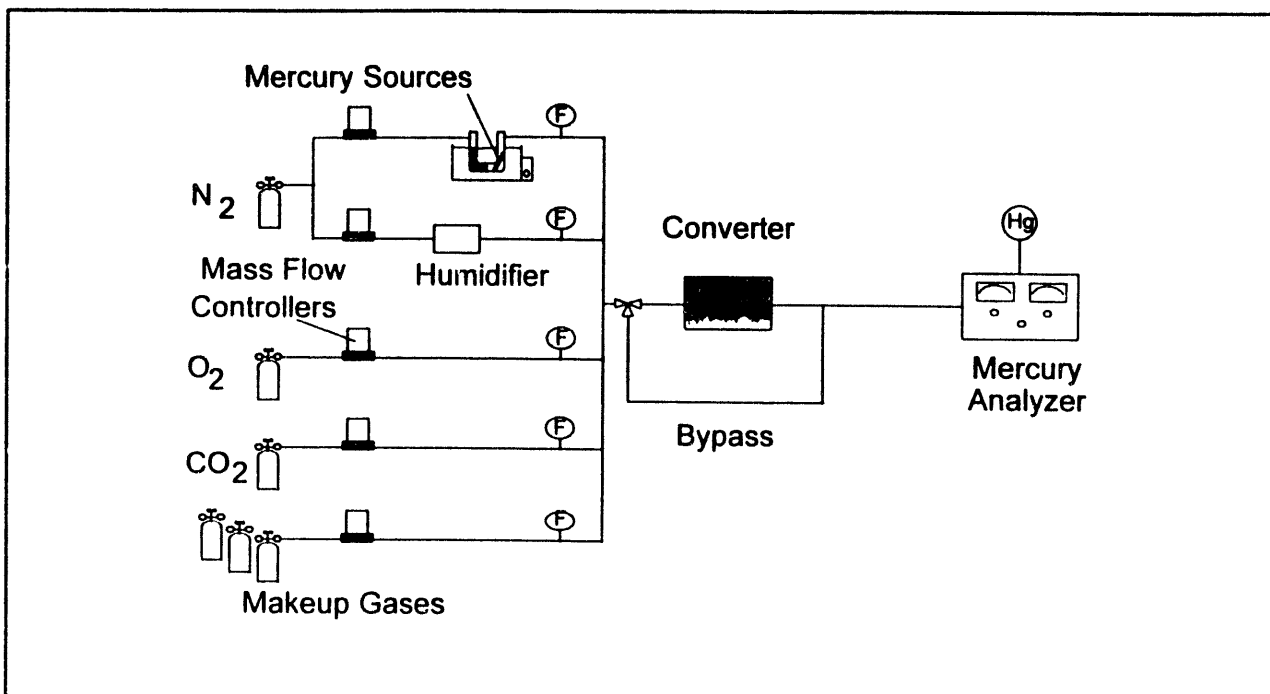 Mercury Sources
F
N2
F
Mass Flow
Controllers
Humidifier
Converter
Hg
F
O2
Mercury
Analyzer
Bypass
F
CO2
F
Makeup Gases